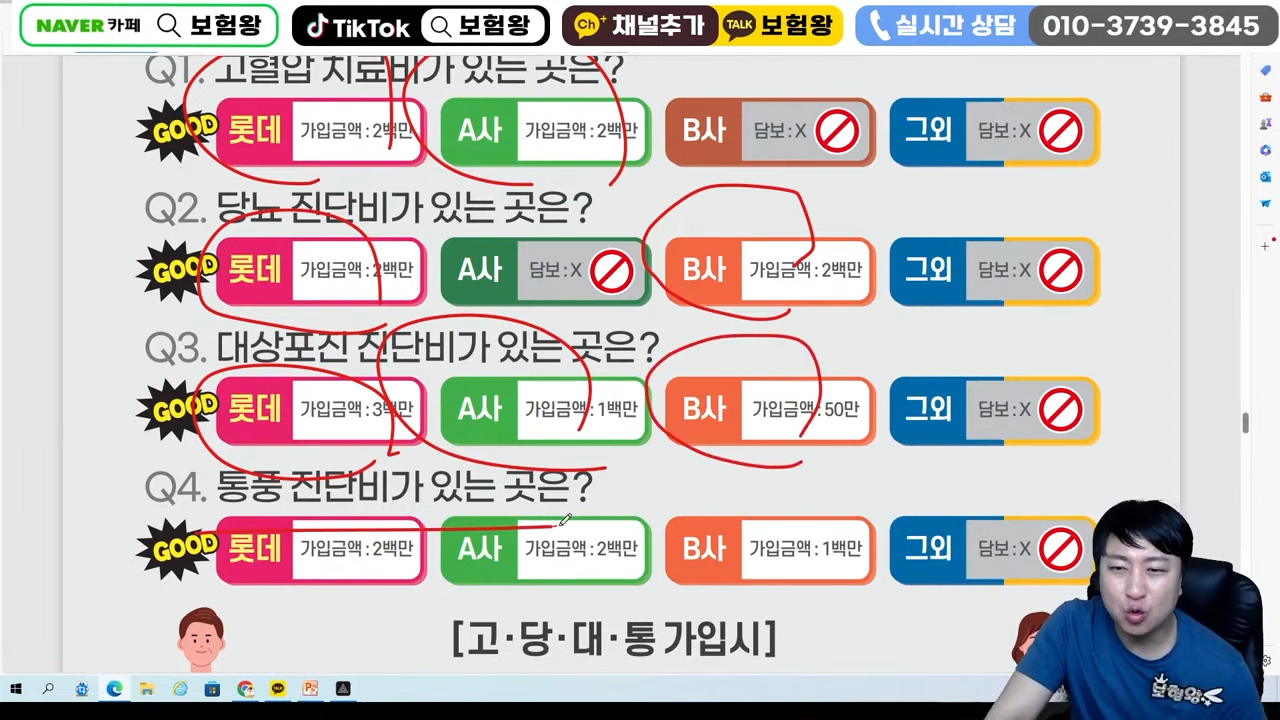 NAVER 카페 보험왕 TikTok 보험왕 Ch+ 채널추가 TALK 보험왕 실시간 상담 010-3739-3845
Q1. 고혈압 치료비가 있는 곳은?
GOOD 롯데 가입금액 : 2백만 A사 가입금액 : 2백만 B사 담보 : X 그외 담보 : X
Q2. 당뇨 진단비가 있는 곳은?
GOOD 롯데 가입금액 : 2백만 A사 담보 : X B사 가입금액 : 2백만 그외 담보 : X
Q3. 대상포진 진단비가 있는 곳은?
GOOD 롯데 가입금액 : 3백만 A사 가입금액 : 1백만 B사 가입금액 : 50만 그외 담보 : X
Q4. 통풍 진단비가 있는 곳은?
GOOD 롯데 가입금액 : 2백만 A사 가입금액 : 2백만 B사 가입금액 : 1백만 그외 담보 : X
[고·당·대·통 가입시]
보험왕